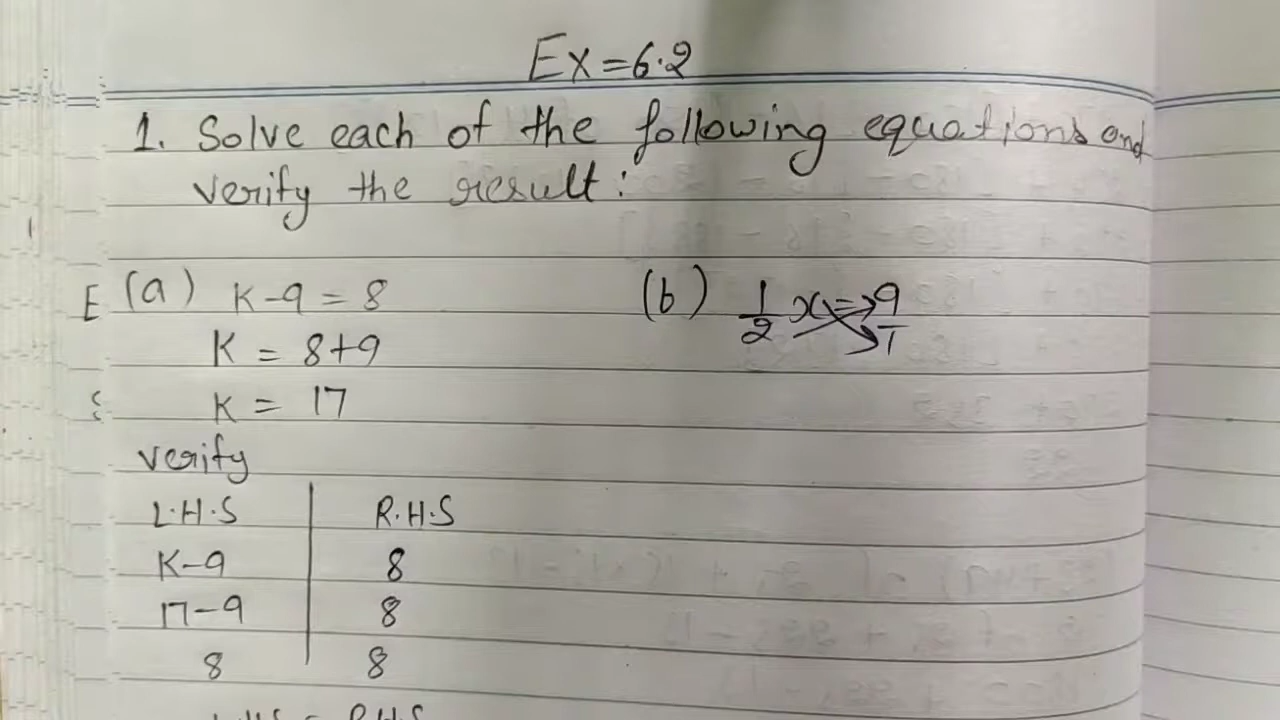 Ex=6.2
1. Solve each of the following equations and
verify the result:
(a) K-9 = 8
K = 8+9
K = 17
verify
L.H.S | R.H.S
K-9 | 8
17-9 | 8
8 | 8
L.H.S = R.H.S
(b) 1/2 x = 9/1